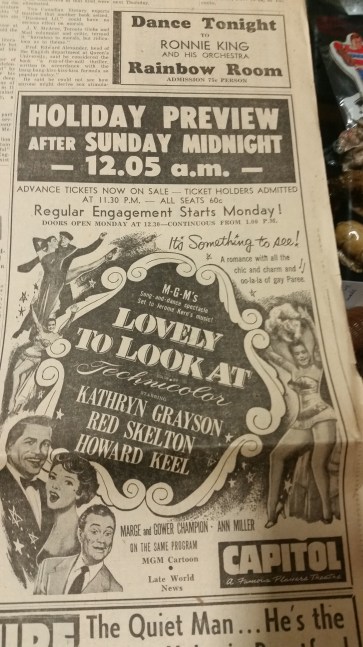 Dance Tonight
TO
RONNIE KING
AND HIS ORCHESTRA
Rainbow Room
ADMISSION 75c PERSON
HOLIDAY PREVIEW
AFTER SUNDAY MIDNIGHT
— 12.05 a.m. —
ADVANCE TICKETS NOW ON SALE — TICKET HOLDERS ADMITTED
AT 11.30 P.M. — ALL SEATS 60c
Regular Engagement Starts Monday!
DOORS OPEN MONDAY AT 12.30—CONTINUOUS FROM 1.00 P.M.
It's Something to see!
A romance with all the
chic and charm and
oo-la-la of gay Paree.
M-G-M's
Song-and-dance spectacle
Set to Jerome Kern's music!
LOVELY
TO LOOK AT
Technicolor
STARRING
KATHRYN GRAYSON
RED SKELTON
HOWARD KEEL
MARGE and GOWER CHAMPION · ANN MILLER
ON THE SAME PROGRAM
MGM Cartoon
•
Late World
News
CAPITOL
A Famous Players Theatre
The Quiet Man... He's the